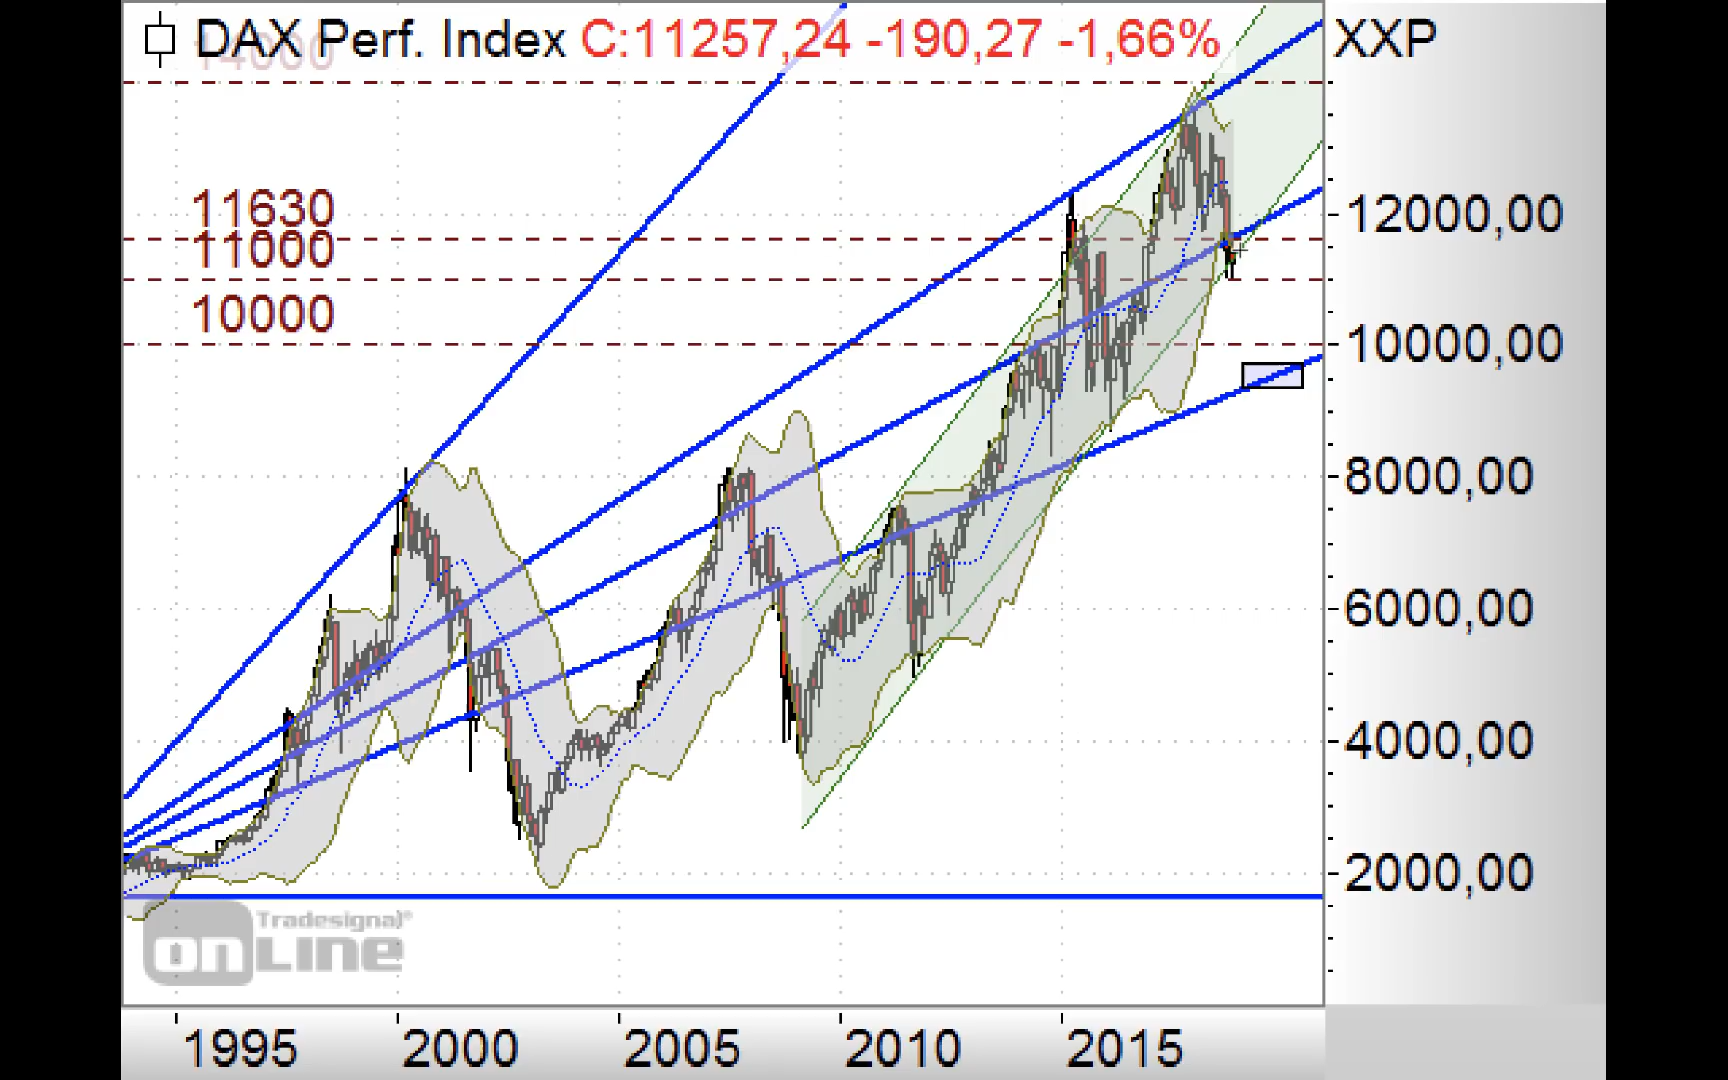 DAX Perf. Index C:11257,24 -190,27 -1,66% XXP
14000
11630
11000
10000
12000,00
10000,00
8000,00
6000,00
4000,00
2000,00
Tradesignal®
onLine
1995 2000 2005 2010 2015